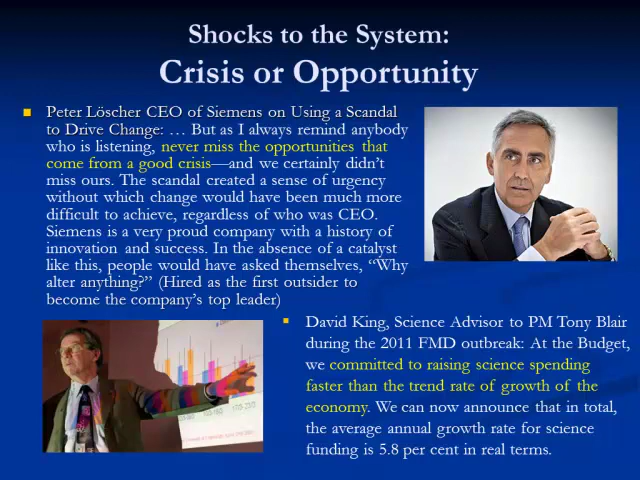 Shocks to the System:
Crisis or Opportunity
Peter Löscher CEO of Siemens on Using a Scandal
to Drive Change: … But as I always remind anybody
who is listening, never miss the opportunities that
come from a good crisis—and we certainly didn't
miss ours. The scandal created a sense of urgency
without which change would have been much more
difficult to achieve, regardless of who was CEO.
Siemens is a very proud company with a history of
innovation and success. In the absence of a catalyst
like this, people would have asked themselves, “Why
alter anything?” (Hired as the first outsider to
become the company's top leader)
David King, Science Advisor to PM Tony Blair
during the 2011 FMD outbreak: At the Budget,
we committed to raising science spending
faster than the trend rate of growth of the
economy. We can now announce that in total,
the average annual growth rate for science
funding is 5.8 per cent in real terms.